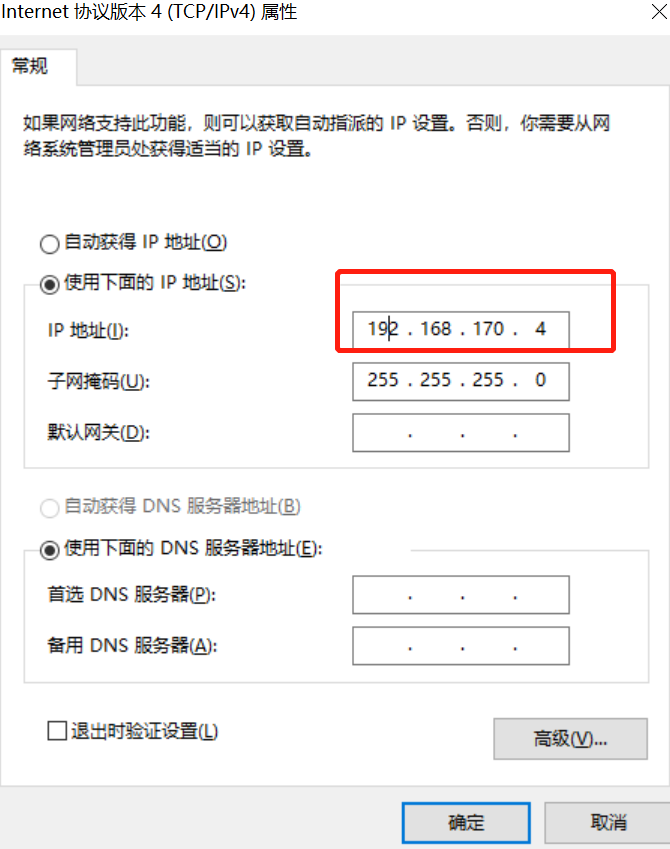 Internet 协议版本 4 (TCP/IPv4) 属性
常规
如果网络支持此功能，则可以获取自动指派的 IP 设置。否则，你需要从网
络系统管理员处获得适当的 IP 设置。
自动获得 IP 地址(O)
使用下面的 IP 地址(S):
IP 地址(I): 192 . 168 . 170 . 4
子网掩码(U): 255 . 255 . 255 . 0
默认网关(D): . . .
自动获得 DNS 服务器地址(B)
使用下面的 DNS 服务器地址(E):
首选 DNS 服务器(P): . . .
备用 DNS 服务器(A): . . .
退出时验证设置(L)
高级(V)...
确定 取消